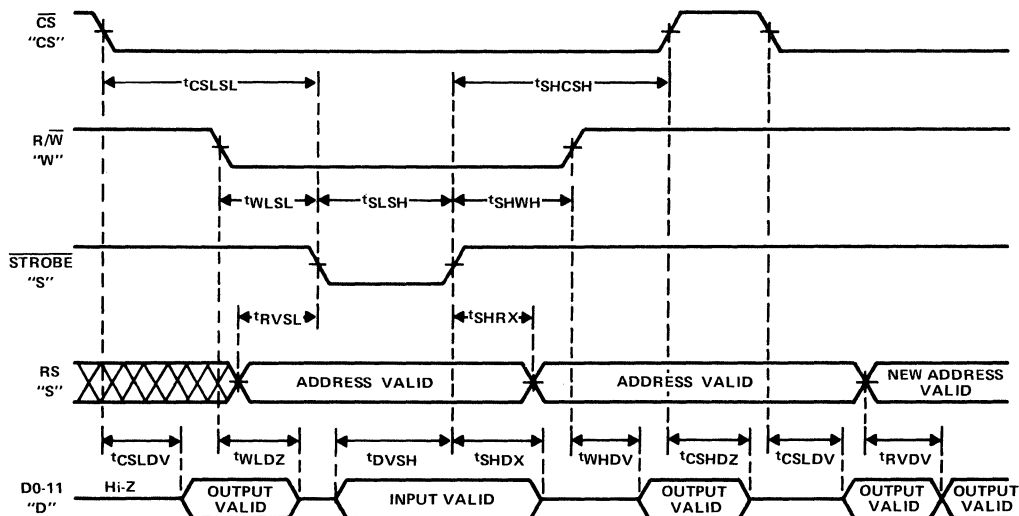 CS
"CS"
tCSLSL
tSHCSH
R/W
"W"
tWLSL
tSLSH
tSHWH
STROBE
"S"
tRVSL
tSHRX
RS
"S"
ADDRESS VALID
ADDRESS VALID
NEW ADDRESS
VALID
tCSLDV
tWLDZ
tDVSH
tSHDX
tWHDV
tCSHDZ
tCSLDV
tRVDV
D0-11
"D"
Hi-Z
OUTPUT
VALID
INPUT VALID
OUTPUT
VALID
OUTPUT
VALID
OUTPUT
VALID